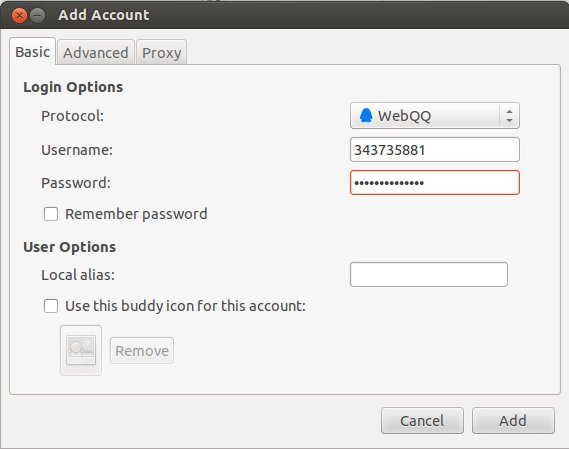 Add Account
Basic Advanced Proxy
Login Options
Protocol: WebQQ
Username: 343735881
Password: ••••••••••••••
Remember password
User Options
Local alias:
Use this buddy icon for this account:
Remove
Cancel Add